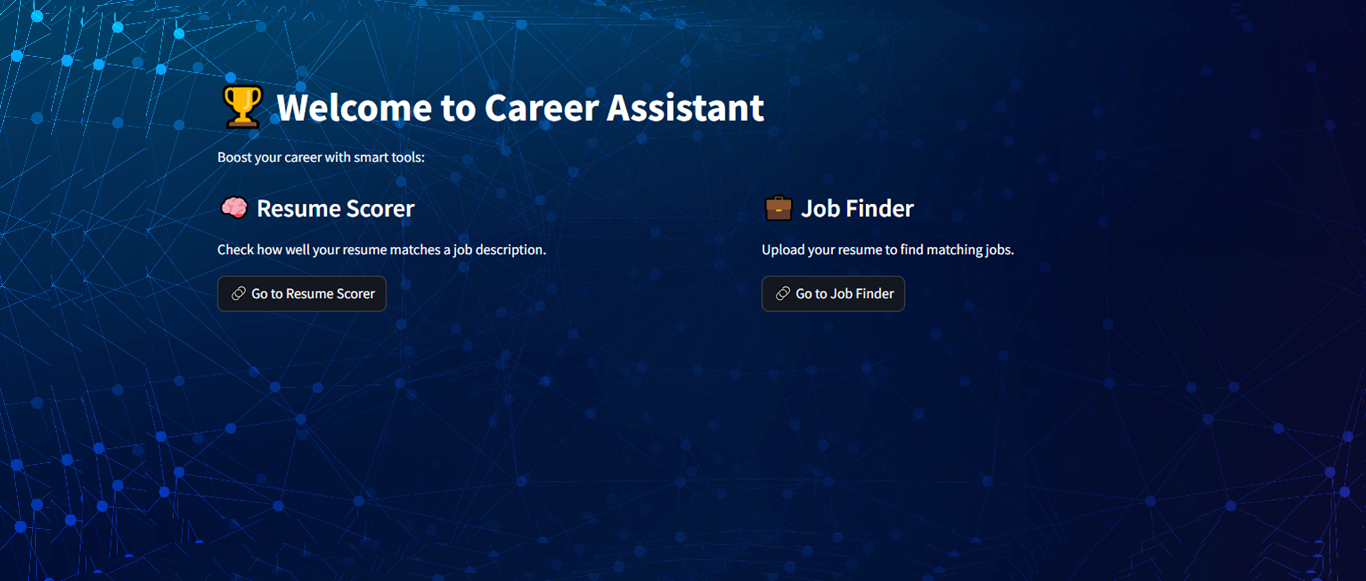 Welcome to Career Assistant
Boost your career with smart tools:
Resume Scorer
Check how well your resume matches a job description.
Go to Resume Scorer
Job Finder
Upload your resume to find matching jobs.
Go to Job Finder